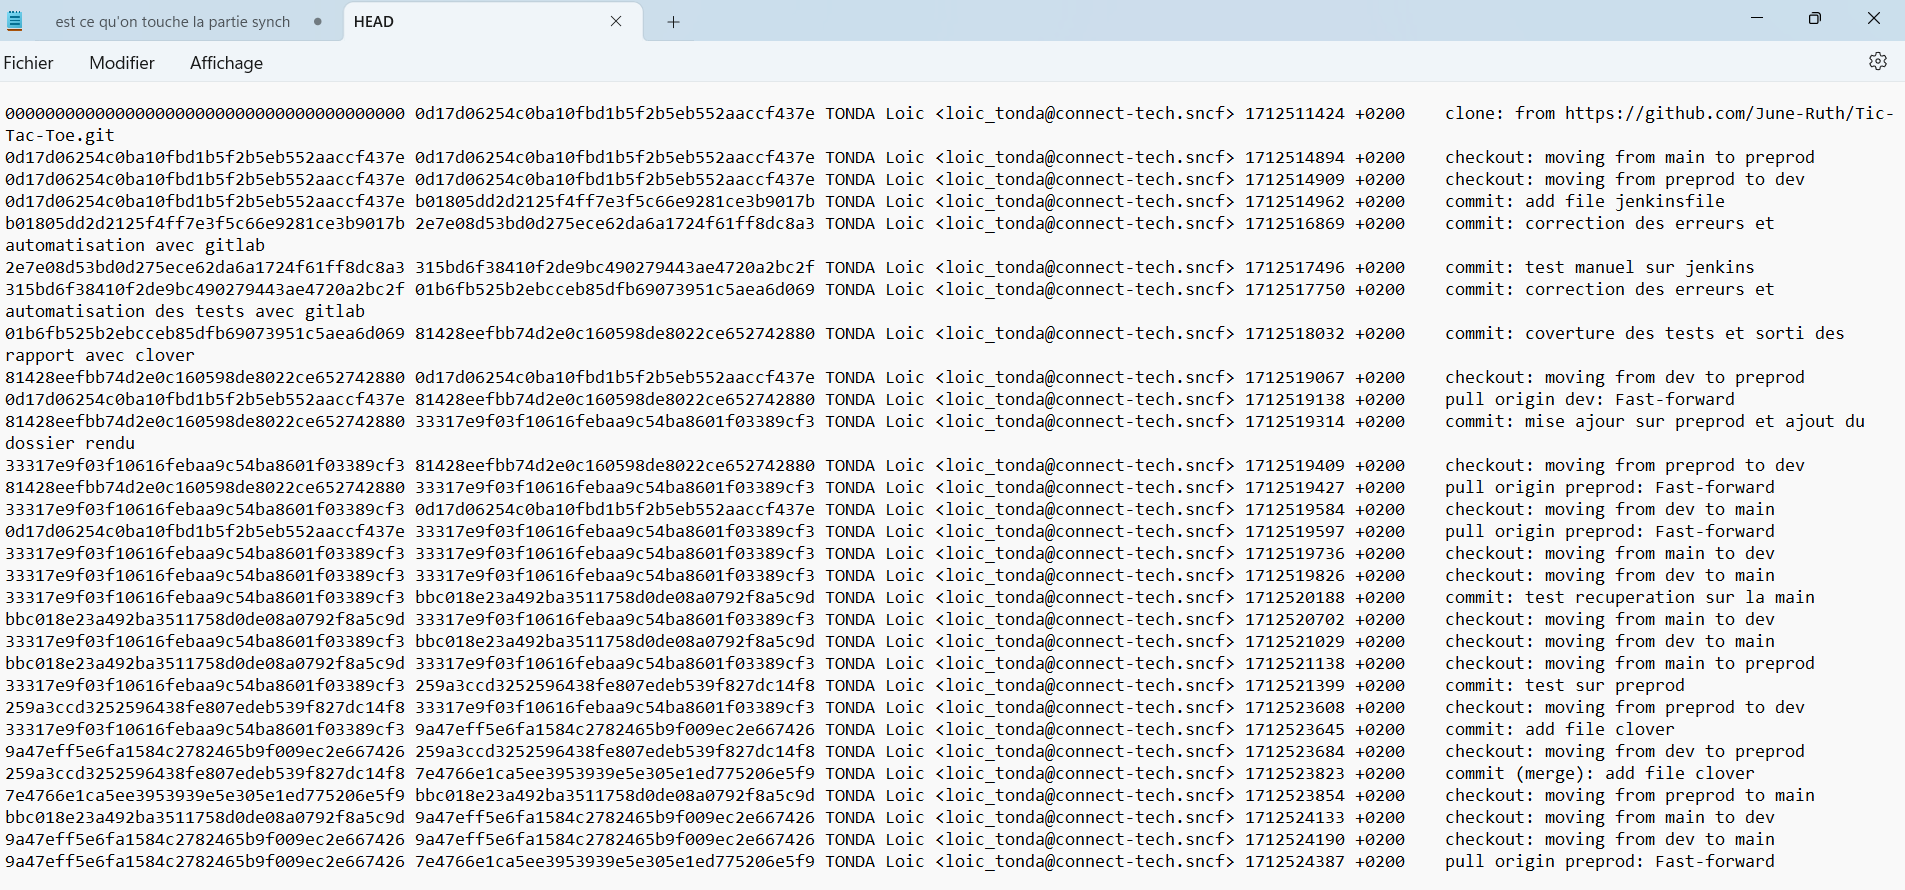 est ce qu'on touche la partie synch
HEAD
Fichier Modifier Affichage
0000000000000000000000000000000000000000 0d17d06254c0ba10fbd1b5f2b5eb552aaccf437e TONDA Loic <loic_tonda@connect-tech.sncf> 1712511424 +0200 clone: from https://github.com/June-Ruth/Tic-
Tac-Toe.git
0d17d06254c0ba10fbd1b5f2b5eb552aaccf437e 0d17d06254c0ba10fbd1b5f2b5eb552aaccf437e TONDA Loic <loic_tonda@connect-tech.sncf> 1712514894 +0200 checkout: moving from main to preprod
0d17d06254c0ba10fbd1b5f2b5eb552aaccf437e 0d17d06254c0ba10fbd1b5f2b5eb552aaccf437e TONDA Loic <loic_tonda@connect-tech.sncf> 1712514909 +0200 checkout: moving from preprod to dev
0d17d06254c0ba10fbd1b5f2b5eb552aaccf437e b01805dd2d2125f4ff7e3f5c66e9281ce3b9017b TONDA Loic <loic_tonda@connect-tech.sncf> 1712514962 +0200 commit: add file jenkinsfile
b01805dd2d2125f4ff7e3f5c66e9281ce3b9017b 2e7e08d53bd0d275ece62da6a1724f61ff8dc8a3 TONDA Loic <loic_tonda@connect-tech.sncf> 1712516869 +0200 commit: correction des erreurs et
automatisation avec gitlab
2e7e08d53bd0d275ece62da6a1724f61ff8dc8a3 315bd6f38410f2de9bc490279443ae4720a2bc2f TONDA Loic <loic_tonda@connect-tech.sncf> 1712517496 +0200 commit: test manuel sur jenkins
315bd6f38410f2de9bc490279443ae4720a2bc2f 01b6fb525b2ebcceb85dfb69073951c5aea6d069 TONDA Loic <loic_tonda@connect-tech.sncf> 1712517750 +0200 commit: correction des erreurs et
automatisation des tests avec gitlab
01b6fb525b2ebcceb85dfb69073951c5aea6d069 81428eefbb74d2e0c160598de8022ce652742880 TONDA Loic <loic_tonda@connect-tech.sncf> 1712518032 +0200 commit: coverture des tests et sorti des
rapport avec clover
81428eefbb74d2e0c160598de8022ce652742880 0d17d06254c0ba10fbd1b5f2b5eb552aaccf437e TONDA Loic <loic_tonda@connect-tech.sncf> 1712519067 +0200 checkout: moving from dev to preprod
0d17d06254c0ba10fbd1b5f2b5eb552aaccf437e 81428eefbb74d2e0c160598de8022ce652742880 TONDA Loic <loic_tonda@connect-tech.sncf> 1712519138 +0200 pull origin dev: Fast-forward
81428eefbb74d2e0c160598de8022ce652742880 33317e9f03f10616febaa9c54ba8601f03389cf3 TONDA Loic <loic_tonda@connect-tech.sncf> 1712519314 +0200 commit: mise ajour sur preprod et ajout du
dossier rendu
33317e9f03f10616febaa9c54ba8601f03389cf3 81428eefbb74d2e0c160598de8022ce652742880 TONDA Loic <loic_tonda@connect-tech.sncf> 1712519409 +0200 checkout: moving from preprod to dev
81428eefbb74d2e0c160598de8022ce652742880 33317e9f03f10616febaa9c54ba8601f03389cf3 TONDA Loic <loic_tonda@connect-tech.sncf> 1712519427 +0200 pull origin preprod: Fast-forward
33317e9f03f10616febaa9c54ba8601f03389cf3 0d17d06254c0ba10fbd1b5f2b5eb552aaccf437e TONDA Loic <loic_tonda@connect-tech.sncf> 1712519584 +0200 checkout: moving from dev to main
0d17d06254c0ba10fbd1b5f2b5eb552aaccf437e 33317e9f03f10616febaa9c54ba8601f03389cf3 TONDA Loic <loic_tonda@connect-tech.sncf> 1712519597 +0200 pull origin preprod: Fast-forward
33317e9f03f10616febaa9c54ba8601f03389cf3 33317e9f03f10616febaa9c54ba8601f03389cf3 TONDA Loic <loic_tonda@connect-tech.sncf> 1712519736 +0200 checkout: moving from main to dev
33317e9f03f10616febaa9c54ba8601f03389cf3 33317e9f03f10616febaa9c54ba8601f03389cf3 TONDA Loic <loic_tonda@connect-tech.sncf> 1712519826 +0200 checkout: moving from dev to main
33317e9f03f10616febaa9c54ba8601f03389cf3 bbc018e23a492ba3511758d0de08a0792f8a5c9d TONDA Loic <loic_tonda@connect-tech.sncf> 1712520188 +0200 commit: test recuperation sur la main
bbc018e23a492ba3511758d0de08a0792f8a5c9d 33317e9f03f10616febaa9c54ba8601f03389cf3 TONDA Loic <loic_tonda@connect-tech.sncf> 1712520702 +0200 checkout: moving from main to dev
33317e9f03f10616febaa9c54ba8601f03389cf3 bbc018e23a492ba3511758d0de08a0792f8a5c9d TONDA Loic <loic_tonda@connect-tech.sncf> 1712521029 +0200 checkout: moving from dev to main
bbc018e23a492ba3511758d0de08a0792f8a5c9d 33317e9f03f10616febaa9c54ba8601f03389cf3 TONDA Loic <loic_tonda@connect-tech.sncf> 1712521138 +0200 checkout: moving from main to preprod
33317e9f03f10616febaa9c54ba8601f03389cf3 259a3ccd3252596438fe807edeb539f827dc14f8 TONDA Loic <loic_tonda@connect-tech.sncf> 1712521399 +0200 commit: test sur preprod
259a3ccd3252596438fe807edeb539f827dc14f8 33317e9f03f10616febaa9c54ba8601f03389cf3 TONDA Loic <loic_tonda@connect-tech.sncf> 1712523608 +0200 checkout: moving from preprod to dev
33317e9f03f10616febaa9c54ba8601f03389cf3 9a47eff5e6fa1584c2782465b9f009ec2e667426 TONDA Loic <loic_tonda@connect-tech.sncf> 1712523645 +0200 commit: add file clover
9a47eff5e6fa1584c2782465b9f009ec2e667426 259a3ccd3252596438fe807edeb539f827dc14f8 TONDA Loic <loic_tonda@connect-tech.sncf> 1712523684 +0200 checkout: moving from dev to preprod
259a3ccd3252596438fe807edeb539f827dc14f8 7e4766e1ca5ee3953939e5e305e1ed775206e5f9 TONDA Loic <loic_tonda@connect-tech.sncf> 1712523823 +0200 commit (merge): add file clover
7e4766e1ca5ee3953939e5e305e1ed775206e5f9 bbc018e23a492ba3511758d0de08a0792f8a5c9d TONDA Loic <loic_tonda@connect-tech.sncf> 1712523854 +0200 checkout: moving from preprod to main
bbc018e23a492ba3511758d0de08a0792f8a5c9d 9a47eff5e6fa1584c2782465b9f009ec2e667426 TONDA Loic <loic_tonda@connect-tech.sncf> 1712524133 +0200 checkout: moving from main to dev
9a47eff5e6fa1584c2782465b9f009ec2e667426 9a47eff5e6fa1584c2782465b9f009ec2e667426 TONDA Loic <loic_tonda@connect-tech.sncf> 1712524190 +0200 checkout: moving from dev to main
9a47eff5e6fa1584c2782465b9f009ec2e667426 7e4766e1ca5ee3953939e5e305e1ed775206e5f9 TONDA Loic <loic_tonda@connect-tech.sncf> 1712524387 +0200 pull origin preprod: Fast-forward